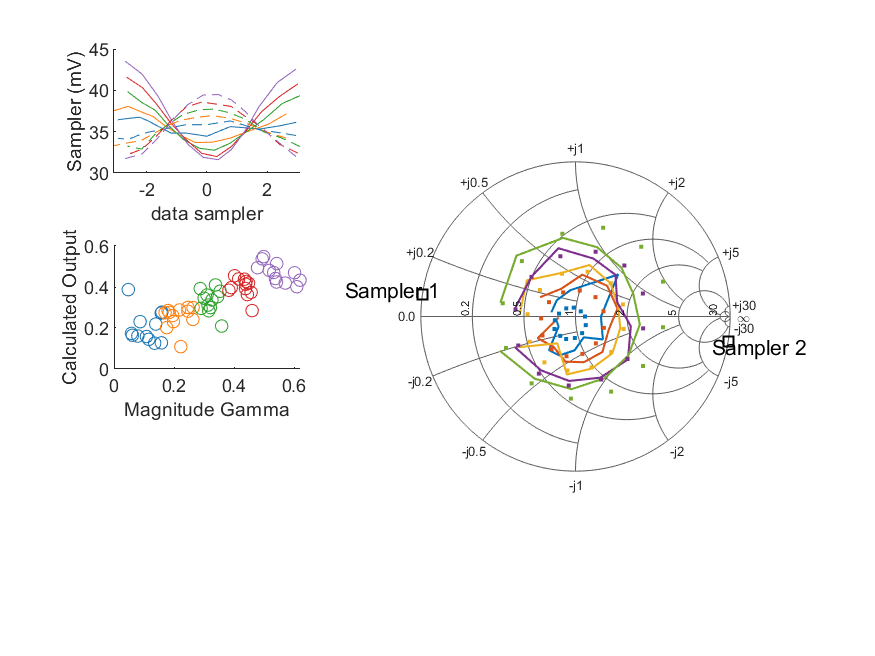 45
40
35
30
Sampler (mV)
-2 0 2
data sampler
0.6
0.4
0.2
0
Calculated Output
0 0.2 0.4 0.6
Magnitude Gamma
+j1
+j0.5 +j2
+j0.2 +j5
Sampler 1
+j30
0.0 0.2 0.5 1 2 5 30 ∞
-j30
Sampler 2
-j0.2 -j5
-j0.5 -j2
-j1